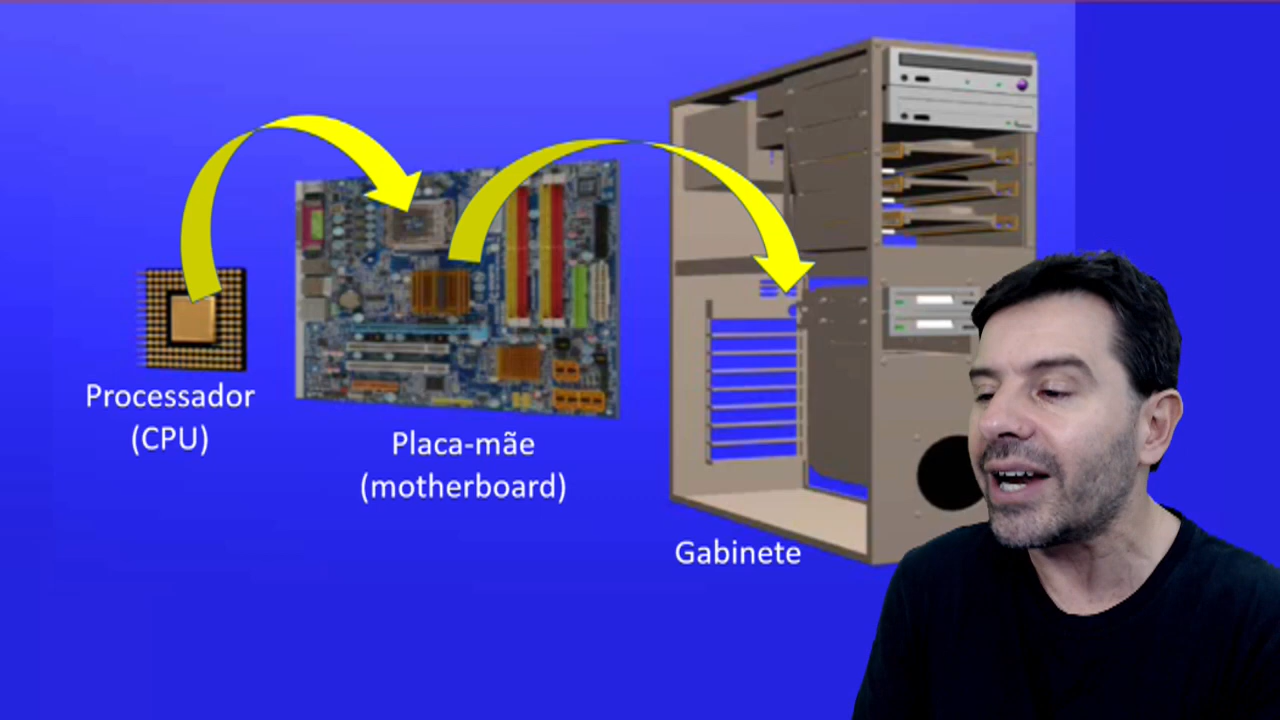 Processador
(CPU)
Placa-mãe
(motherboard)
Gabinete